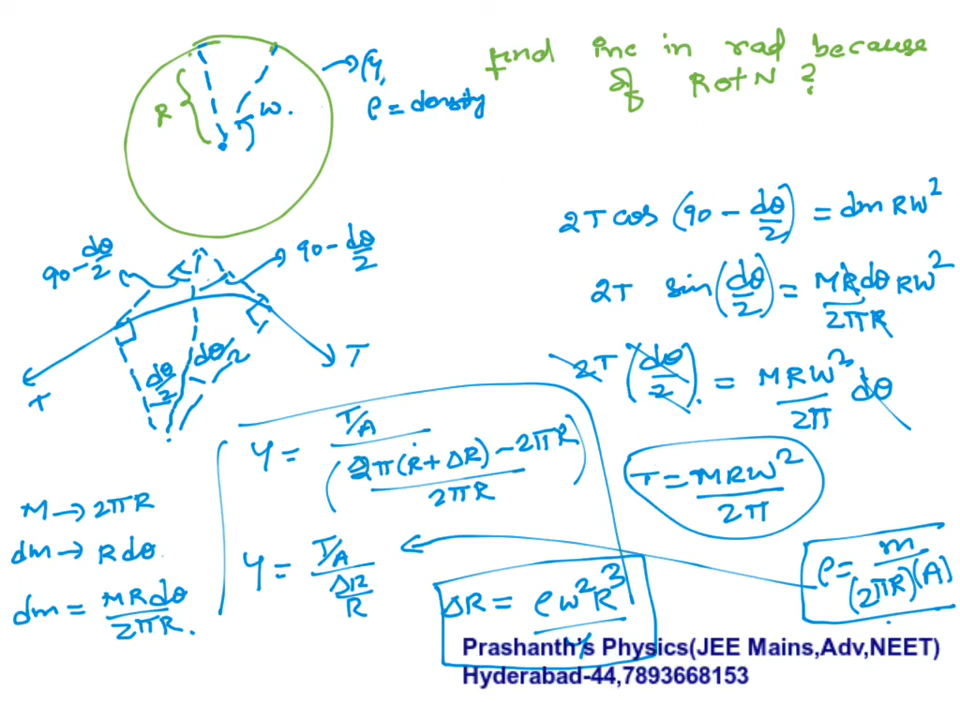 find inc in rad because
of RotN ?
→ Y,
ρ = density
R
ω.
2T cos (90 - dθ/2) = dm Rω²
90 - dθ/2
90 - dθ/2
2T sin (dθ/2) = MRdθ/2πR Rω²
T
T
dθ/2
dθ/2
2T (dθ/2) = MRω²/2π dθ
Y = T/A / ((2π(R+ΔR) - 2πR)/2πR)
T = MRω²/2π
M → 2πR
dm → Rdθ
dm = MRdθ/2πR.
Y = T/A / ΔR/R
ρ = m/(2πR)(A)
ΔR = ρω²R³/Y
Prashanth's Physics(JEE Mains,Adv,NEET)
Hyderabad-44,7893668153